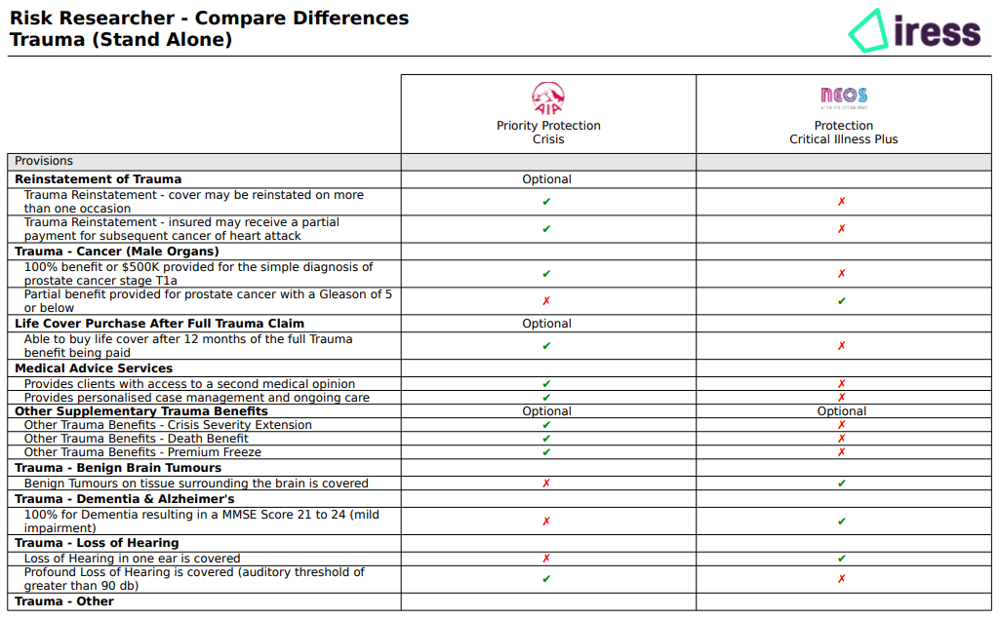 Risk Researcher - Compare Differences
Trauma (Stand Alone)
iress
AIA
NEOS
Priority Protection
Crisis
Protection
Critical Illness Plus
Provisions
Reinstatement of Trauma Optional
Trauma Reinstatement - cover may be reinstated on more
than one occasion ✔ ✗
Trauma Reinstatement - insured may receive a partial
payment for subsequent cancer of heart attack ✔ ✗
Trauma - Cancer (Male Organs)
100% benefit or $500K provided for the simple diagnosis of
prostate cancer stage T1a ✔ ✗
Partial benefit provided for prostate cancer with a Gleason of 5
or below ✗ ✔
Life Cover Purchase After Full Trauma Claim Optional
Able to buy life cover after 12 months of the full Trauma
benefit being paid ✔ ✗
Medical Advice Services
Provides clients with access to a second medical opinion ✔ ✗
Provides personalised case management and ongoing care ✔ ✗
Other Supplementary Trauma Benefits Optional Optional
Other Trauma Benefits - Crisis Severity Extension ✔ ✗
Other Trauma Benefits - Death Benefit ✔ ✗
Other Trauma Benefits - Premium Freeze ✔ ✗
Trauma - Benign Brain Tumours
Benign Tumours on tissue surrounding the brain is covered ✗ ✔
Trauma - Dementia & Alzheimer's
100% for Dementia resulting in a MMSE Score 21 to 24 (mild
impairment) ✗ ✔
Trauma - Loss of Hearing
Loss of Hearing in one ear is covered ✗ ✔
Profound Loss of Hearing is covered (auditory threshold of
greater than 90 db) ✔ ✗
Trauma - Other